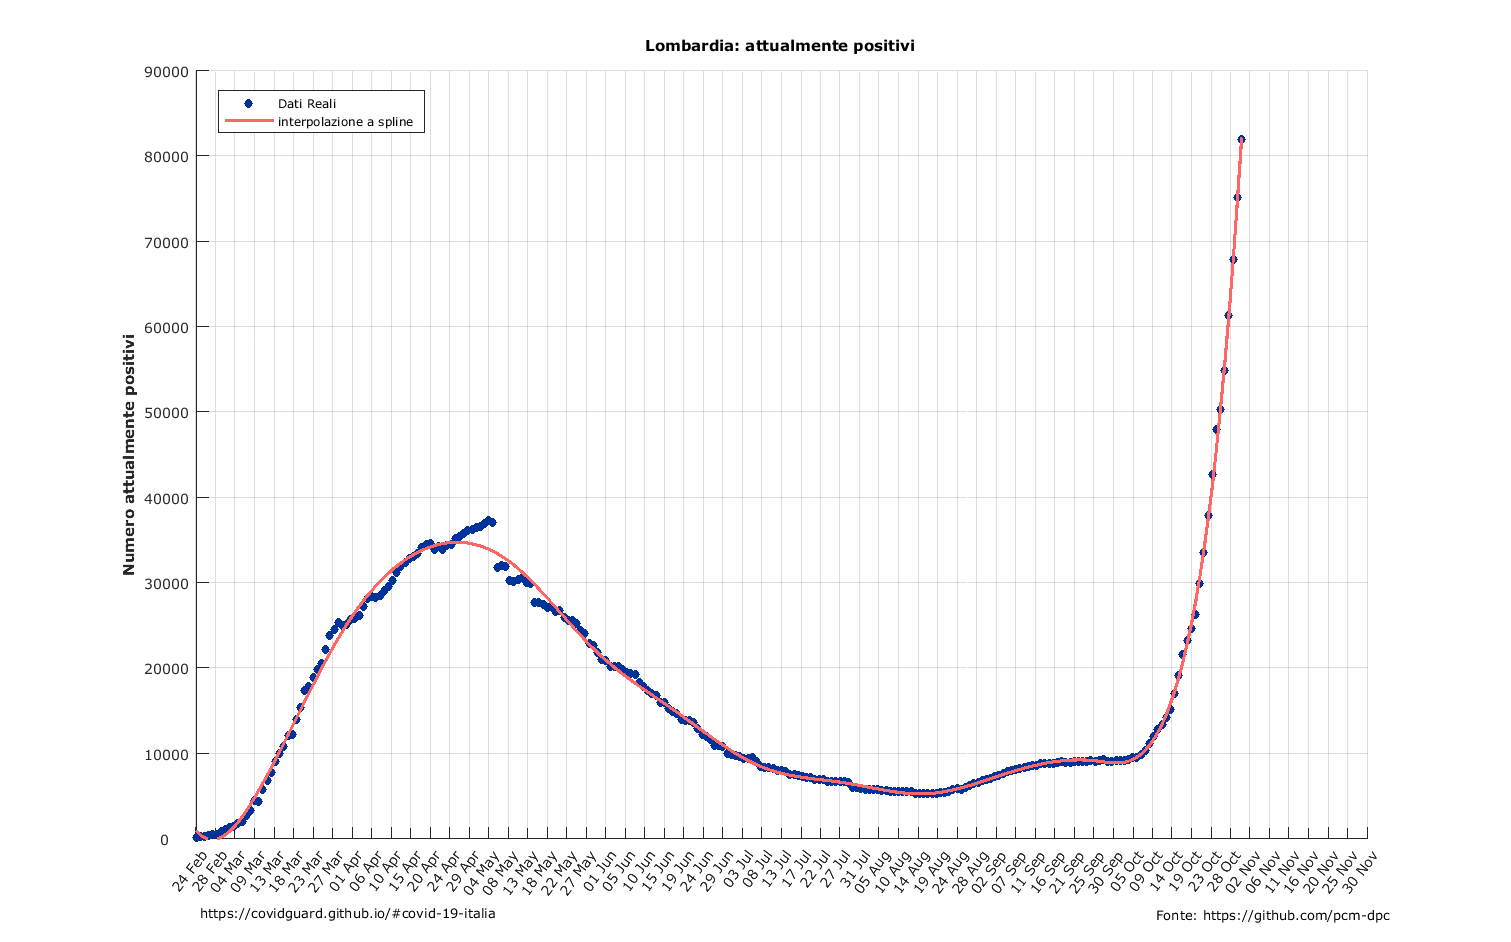 Lombardia: attualmente positivi
90000
80000
70000
60000
50000
40000
30000
20000
10000
0
Dati Reali
interpolazione a spline
Numero attualmente positivi
24 Feb
28 Feb
04 Mar
09 Mar
13 Mar
18 Mar
23 Mar
27 Mar
01 Apr
06 Apr
10 Apr
15 Apr
20 Apr
24 Apr
29 Apr
04 May
08 May
13 May
18 May
22 May
27 May
01 Jun
05 Jun
10 Jun
15 Jun
19 Jun
24 Jun
29 Jun
03 Jul
08 Jul
13 Jul
17 Jul
22 Jul
27 Jul
31 Jul
05 Aug
10 Aug
14 Aug
19 Aug
24 Aug
28 Aug
02 Sep
07 Sep
11 Sep
16 Sep
21 Sep
25 Sep
30 Sep
05 Oct
09 Oct
14 Oct
19 Oct
23 Oct
28 Oct
02 Nov
06 Nov
11 Nov
16 Nov
20 Nov
25 Nov
30 Nov
https://covidguard.github.io/#covid-19-italia
Fonte: https://github.com/pcm-dpc